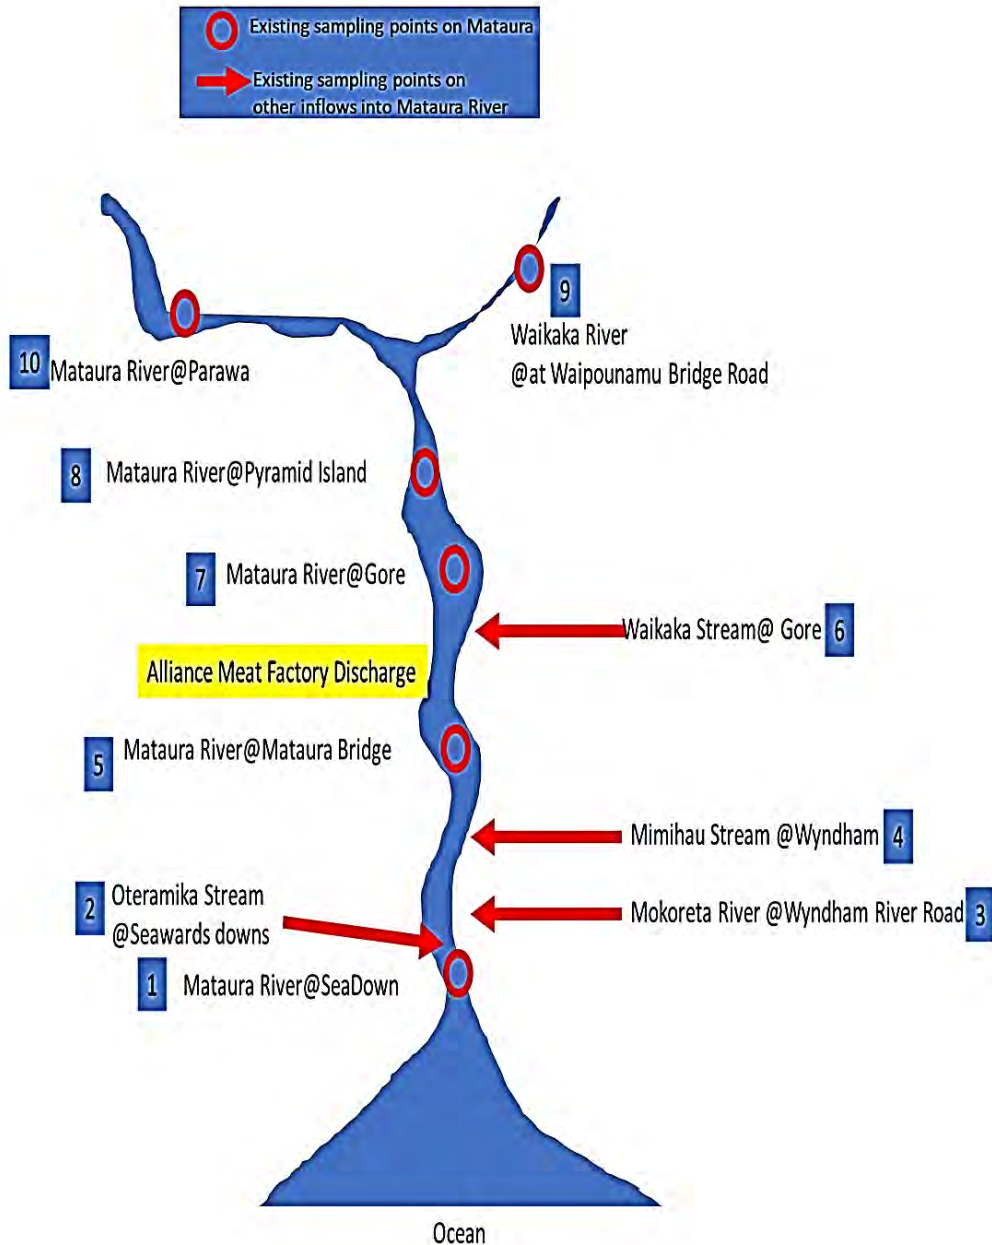 Existing sampling points on Mataura
Existing sampling points on
other inflows into Mataura River
9
Waikaka River
@at Waipounamu Bridge Road
10 Mataura River@Parawa
8 Mataura River@Pyramid Island
7 Mataura River@Gore
Waikaka Stream@ Gore 6
Alliance Meat Factory Discharge
5 Mataura River@Mataura Bridge
Mimihau Stream @Wyndham 4
2 Oteramika Stream
@Seawards downs
Mokoreta River @Wyndham River Road 3
1 Mataura River@SeaDown
Ocean